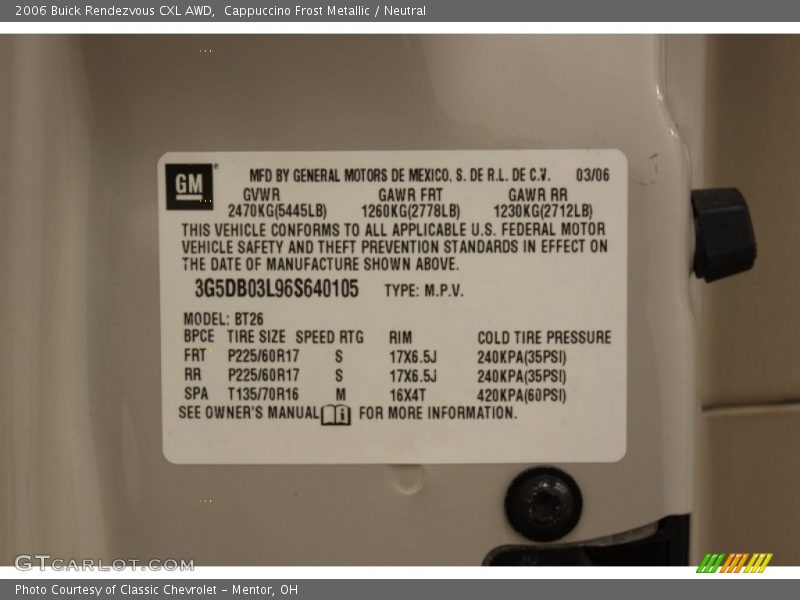 2006 Buick Rendezvous CXL AWD,  Cappuccino Frost Metallic / Neutral
GM
MFD BY GENERAL MOTORS DE MEXICO, S. DE R.L. DE C.V. 03/06
GVWR GAWR FRT GAWR RR
2470KG(5445LB) 1260KG(2778LB) 1230KG(2712LB)
THIS VEHICLE CONFORMS TO ALL APPLICABLE U.S. FEDERAL MOTOR
VEHICLE SAFETY AND THEFT PREVENTION STANDARDS IN EFFECT ON
THE DATE OF MANUFACTURE SHOWN ABOVE.
3G5DB03L96S640105 TYPE: M.P.V.
MODEL: BT26
BPCE TIRE SIZE SPEED RTG RIM COLD TIRE PRESSURE
FRT P225/60R17 S 17X6.5J 240KPA(35PSI)
RR P225/60R17 S 17X6.5J 240KPA(35PSI)
SPA T135/70R16 M 16X4T 420KPA(60PSI)
SEE OWNER'S MANUAL FOR MORE INFORMATION.
GTCARLOT.COM
Photo Courtesy of Classic Chevrolet - Mentor, OH